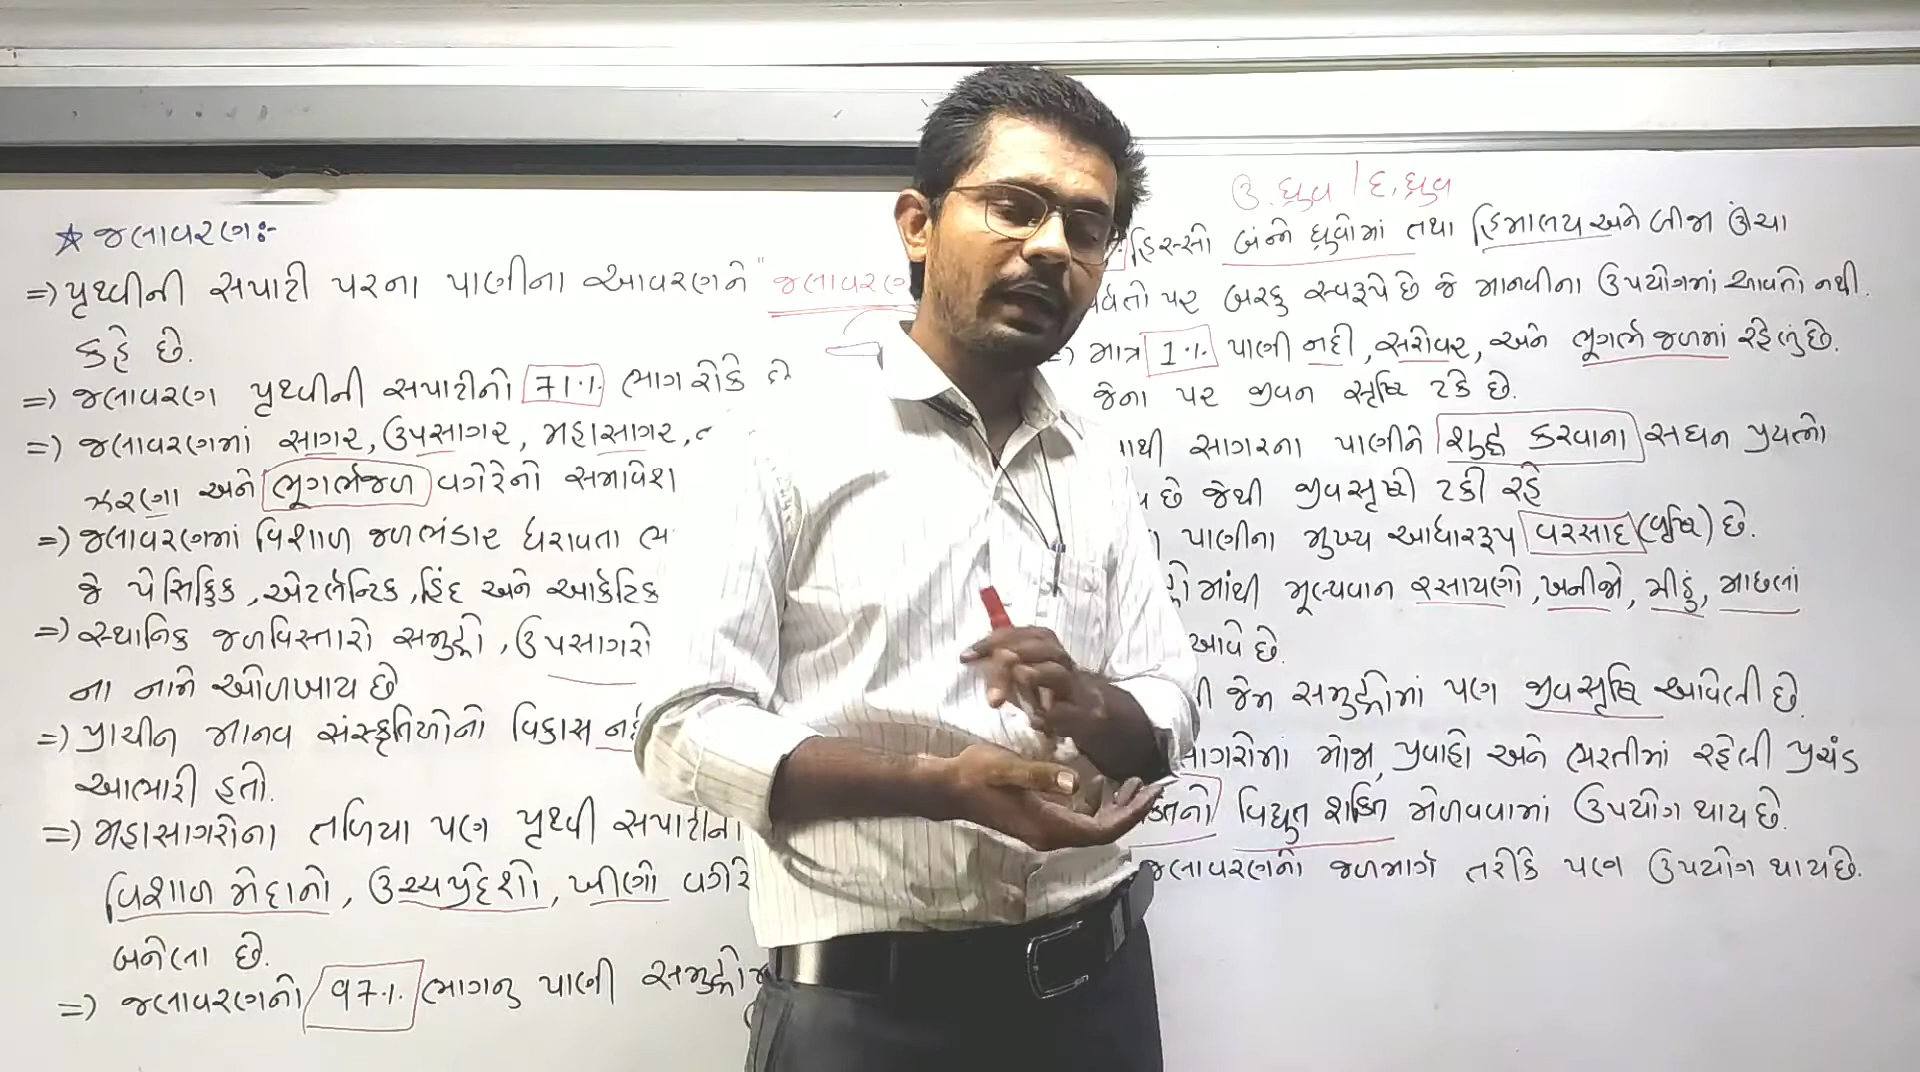 ★ જલાવરણ:-
⇒ પૃથ્વીની સપાટી પરના પાણીના આવરણને "જલાવરણ
કહે છે.
⇒ જલાવરણ પૃથ્વીની સપાટીનો 71% ભાગ રોકે છે
⇒ જલાવરણમાં સાગર, ઉપસાગર, મહાસાગર,
ઝરણા અને ભૂગર્ભજળ વગેરેનો સમાવેશ
⇒ જલાવરણમાં વિશાળ જળભંડાર ધરાવતા
જે પેસિફિક, એટલેન્ટિક, હિંદ અને આર્કટિક
⇒ સ્થાનિક જળવિસ્તારો સમુદ્રો, ઉપસાગરો
ના નામે ઓળખાય છે
⇒ પ્રાચીન માનવ સંસ્કૃતિઓનો વિકાસ
આભારી હતો.
⇒ મહાસાગરોના તળિયા પણ પૃથ્વી સપાટીના
વિશાળ મેદાનો, ઉચ્ચપ્રદેશો, ખીણો વગેરે
બનેલા છે.
⇒ જલાવરણનો 97% ભાગનુ પાણી
ઉ.ધ્રુવ / દ.ધ્રુવ
હિસ્સો બંને ધ્રુવોમાં તથા હિમાલય અને બીજા ઊંચા
પર્વતો પર બરફ સ્વરૂપે છે જે માનવીના ઉપયોગમાં આવતો નથી.
⇒ માત્ર 1% પાણી નદી, સરોવર, અને ભૂગર્ભ જળમાં રહેલું છે.
જેના પર જીવન સૃષ્ટિ ટકે છે.
સાગરના પાણીને શુદ્ધ કરવાના સઘન પ્રયત્નો
છે જેથી જીવસૃષ્ટી ટકી રહે
પાણીના મુખ્ય આધારરૂપ વરસાદ (વૃષ્ટિ) છે.
માંથી મૂલ્યવાન રસાયણો, ખનીજો, મીઠું, માછલાં
આવે છે.
જેમ સમુદ્રોમાં પણ જીવસૃષ્ટિ આવેલી છે.
સાગરોમાં મોજા, પ્રવાહો અને ભરતીમાં રહેલી પ્રચંડ
વિદ્યુત શક્તિ મેળવવામાં ઉપયોગ થાય છે.
જલાવરણનો જળમાર્ગ તરીકે પણ ઉપયોગ થાય છે.